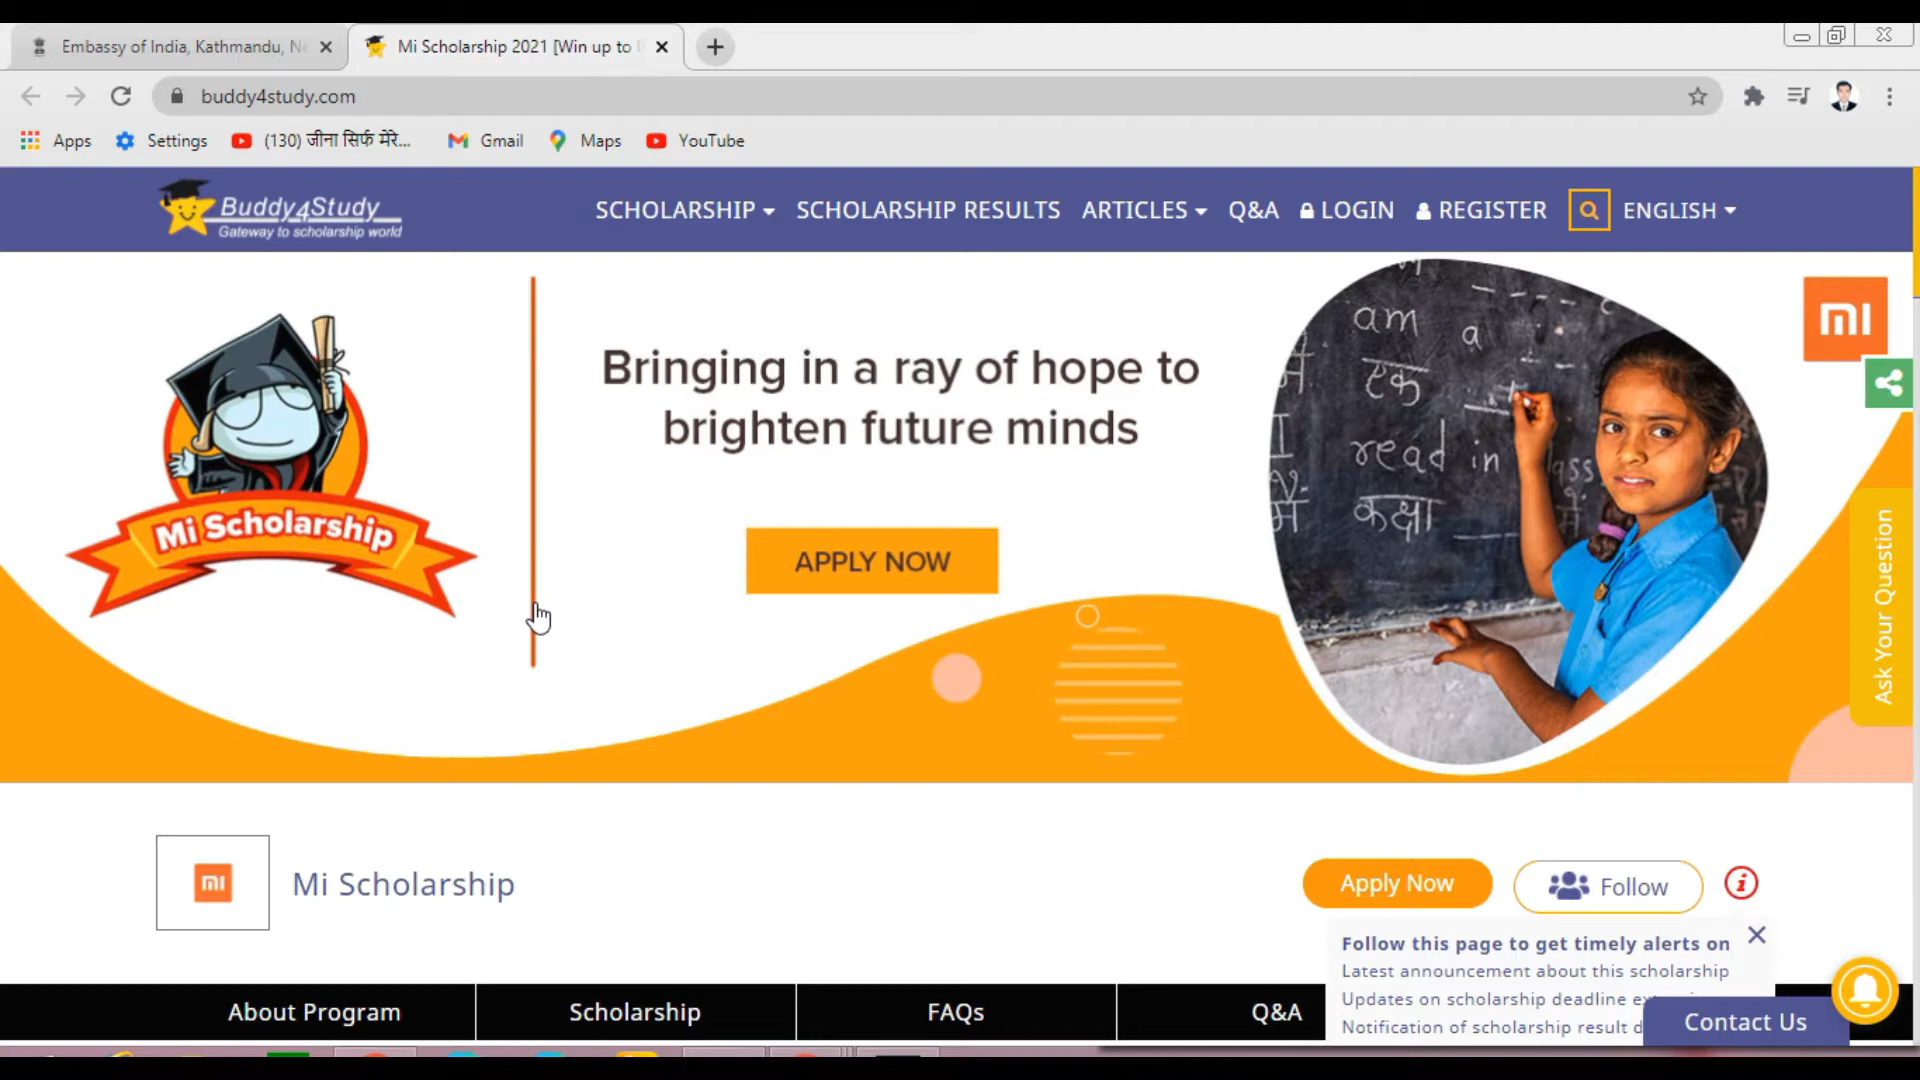 Embassy of India, Kathmandu, Ne
Mi Scholarship 2021 [Win up to I
buddy4study.com
Apps
Settings
(130) जीना सिर्फ मेरे...
Gmail
Maps
YouTube
Buddy4Study
Gateway to scholarship world
SCHOLARSHIP
SCHOLARSHIP RESULTS
ARTICLES
Q&A
LOGIN
REGISTER
ENGLISH
Mi Scholarship
Bringing in a ray of hope to
brighten future minds
APPLY NOW
am
a
एक
I
read in
कक्षा
mi
Ask Your Question
mi
Mi Scholarship
Apply Now
Follow
i
Follow this page to get timely alerts on
Latest announcement about this scholarship
Updates on scholarship deadline
Notification of scholarship result
About Program
Scholarship
FAQs
Q&A
Contact Us